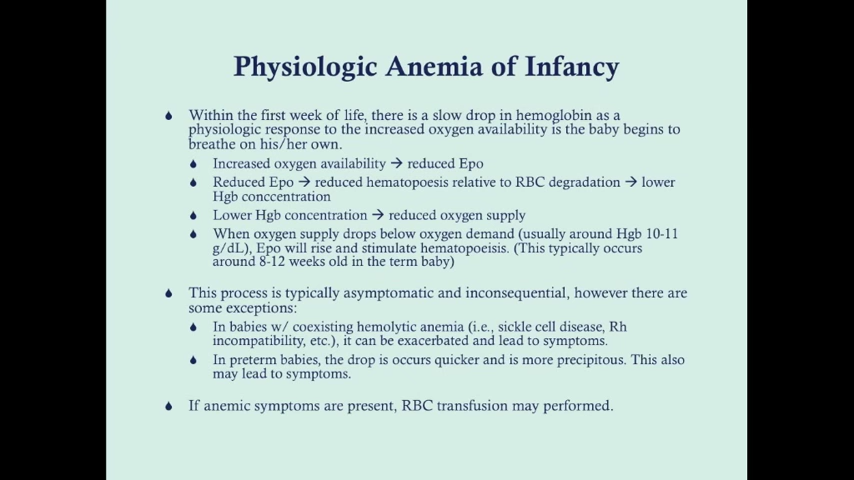 Physiologic Anemia of Infancy
Within the first week of life, there is a slow drop in hemoglobin as a
physiologic response to the increased oxygen availability is the baby begins to
breathe on his/her own.
Increased oxygen availability → reduced Epo
Reduced Epo → reduced hematopoesis relative to RBC degradation → lower
Hgb conccentration
Lower Hgb concentration → reduced oxygen supply
When oxygen supply drops below oxygen demand (usually around Hgb 10-11
g/dL), Epo will rise and stimulate hematopoeisis. (This typically occurs
around 8-12 weeks old in the term baby)
This process is typically asymptomatic and inconsequential, however there are
some exceptions:
In babies w/ coexisting hemolytic anemia (i.e., sickle cell disease, Rh
incompatibility, etc.), it can be exacerbated and lead to symptoms.
In preterm babies, the drop is occurs quicker and is more precipitous. This also
may lead to symptoms.
If anemic symptoms are present, RBC transfusion may performed.